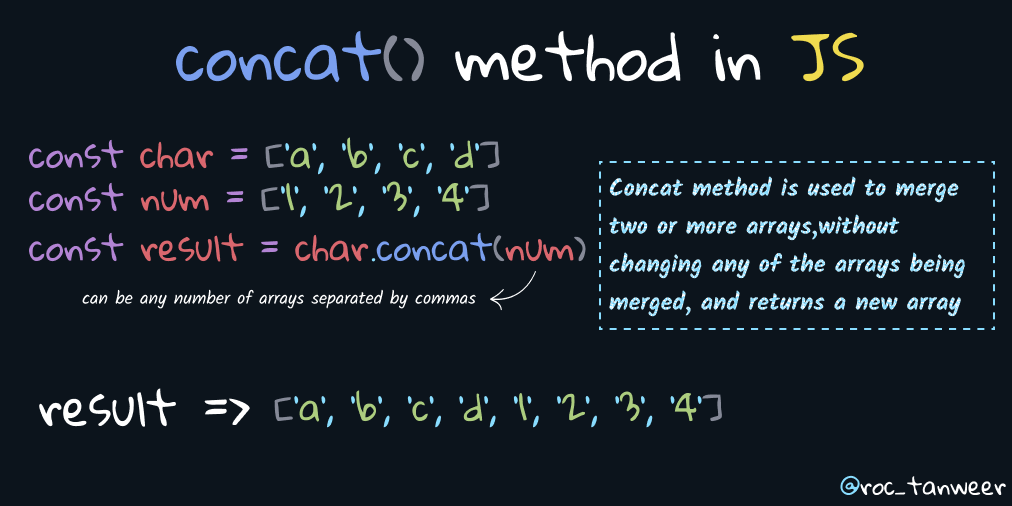 concat() method in JS
const char = ['a', 'b', 'c', 'd']
const num = ['1', '2', '3', '4']
const result = char.concat(num)
can be any number of arrays separated by commas
Concat method is used to merge
two or more arrays,without
changing any of the arrays being
merged, and returns a new array
result => ['a', 'b', 'c', 'd', '1', '2', '3', '4']
@roc_tanweer